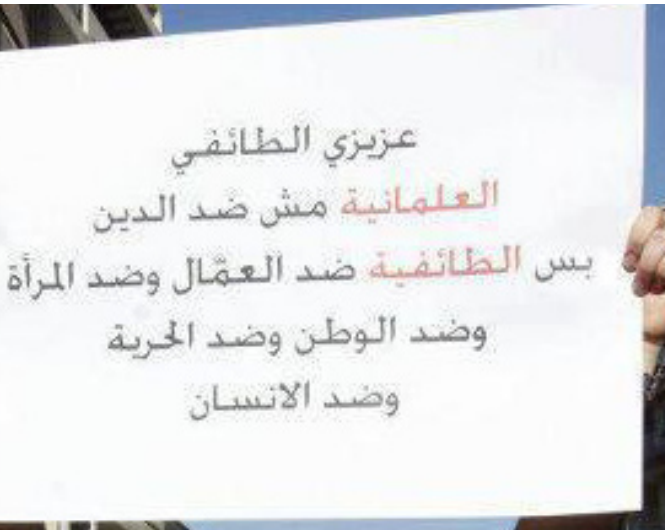 عزيزي الطائفي
العلمانية مش ضد الدين
بس الطائفية ضد العمّال وضد المرأة
وضد الوطن وضد الحرية
وضد الانسان